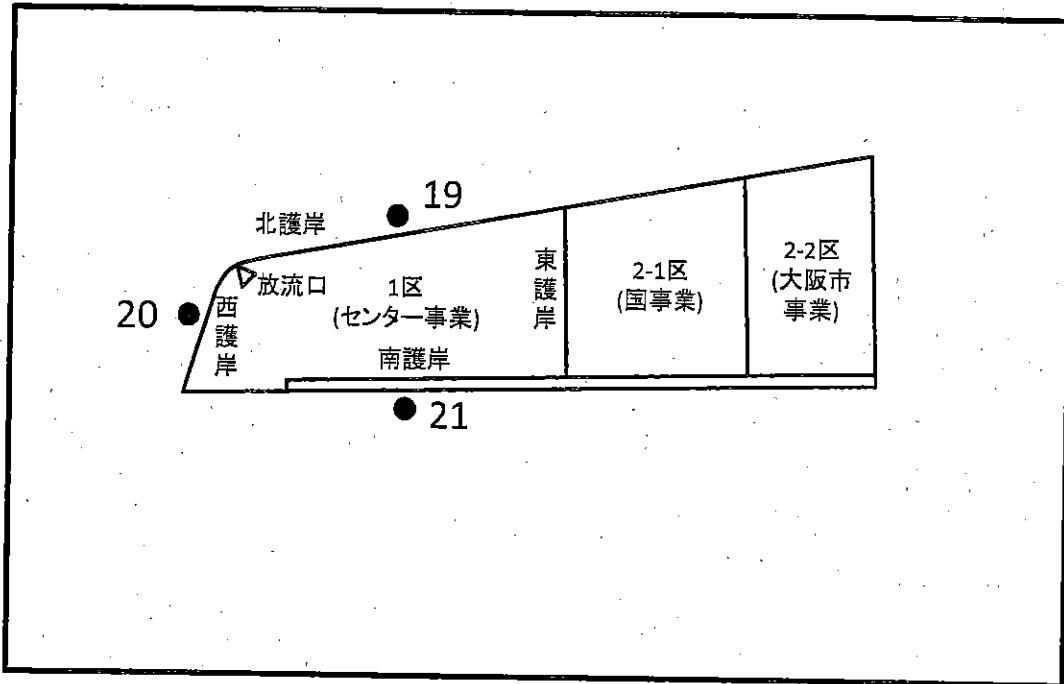 19
北護岸
放流口
20
西護岸
1区
(センター事業)
東護岸
2-1区
(国事業)
2-2区
(大阪市
事業)
南護岸
21